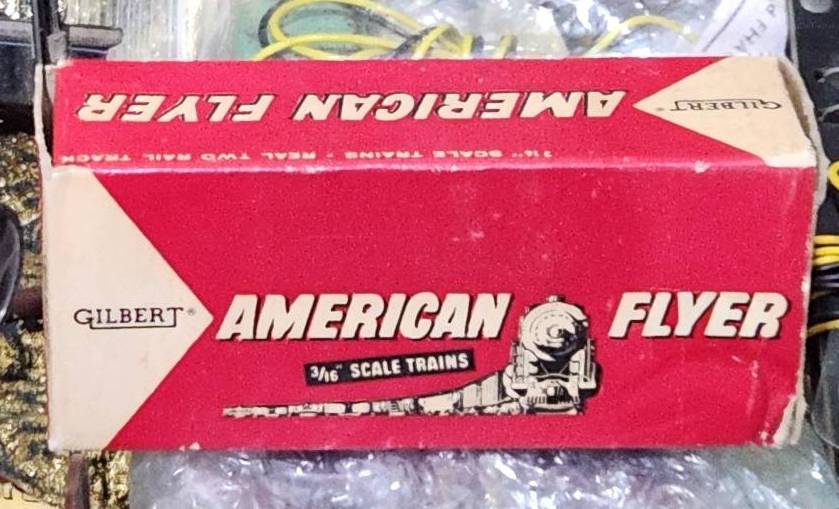 GILBERT
AMERICAN FLYER
3/16" SCALE TRAINS - REAL TWO RAIL TRACK
GILBERT®
AMERICAN FLYER
3/16" SCALE TRAINS